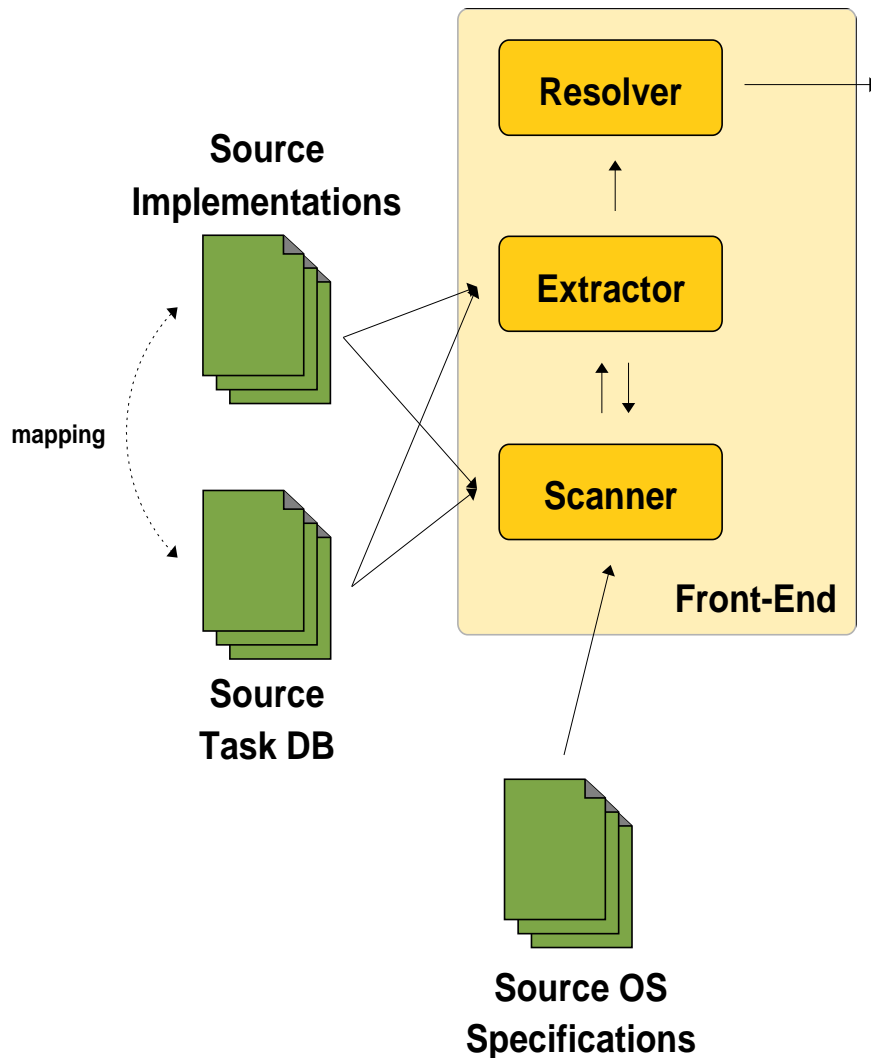 Resolver
Source
Implementations
Extractor
mapping
Scanner
Front-End
Source
Task DB
Source OS
Specifications